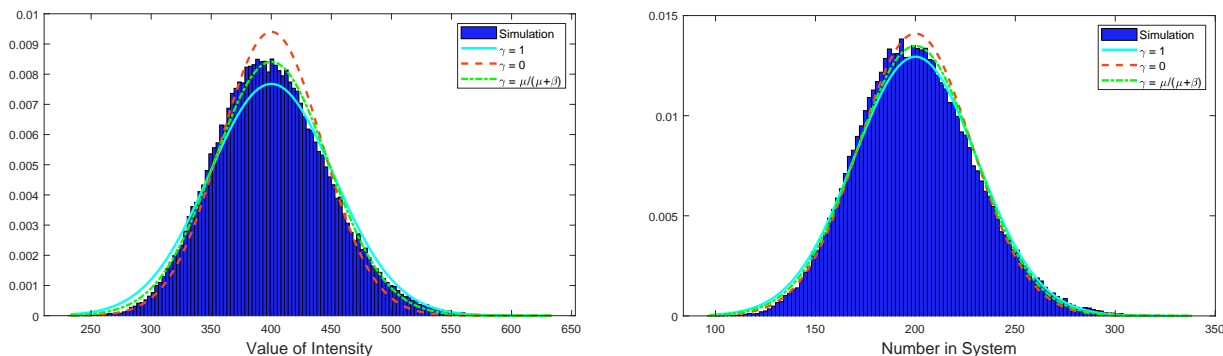 0.01
0.009
0.008
0.007
0.006
0.005
0.004
0.003
0.002
0.001
0
250 300 350 400 450 500 550 600 650
Value of Intensity
Simulation
γ = 1
γ = 0
γ = μ/(μ+β)
0.015
0.01
0.005
0
100 150 200 250 300 350
Number in System
Simulation
γ = 1
γ = 0
γ = μ/(μ+β)